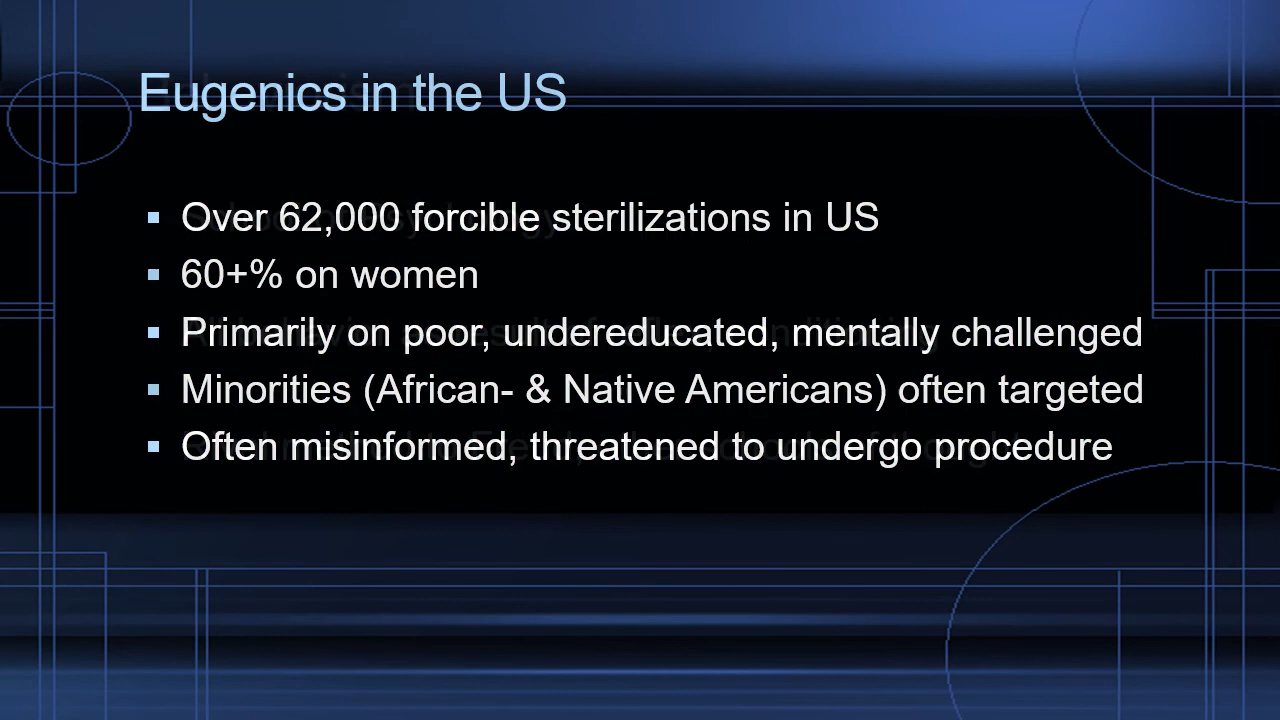 Eugenics in the US
Over 62,000 forcible sterilizations in US
60+% on women
Primarily on poor, undereducated, mentally challenged
Minorities (African- & Native Americans) often targeted
Often misinformed, threatened to undergo procedure